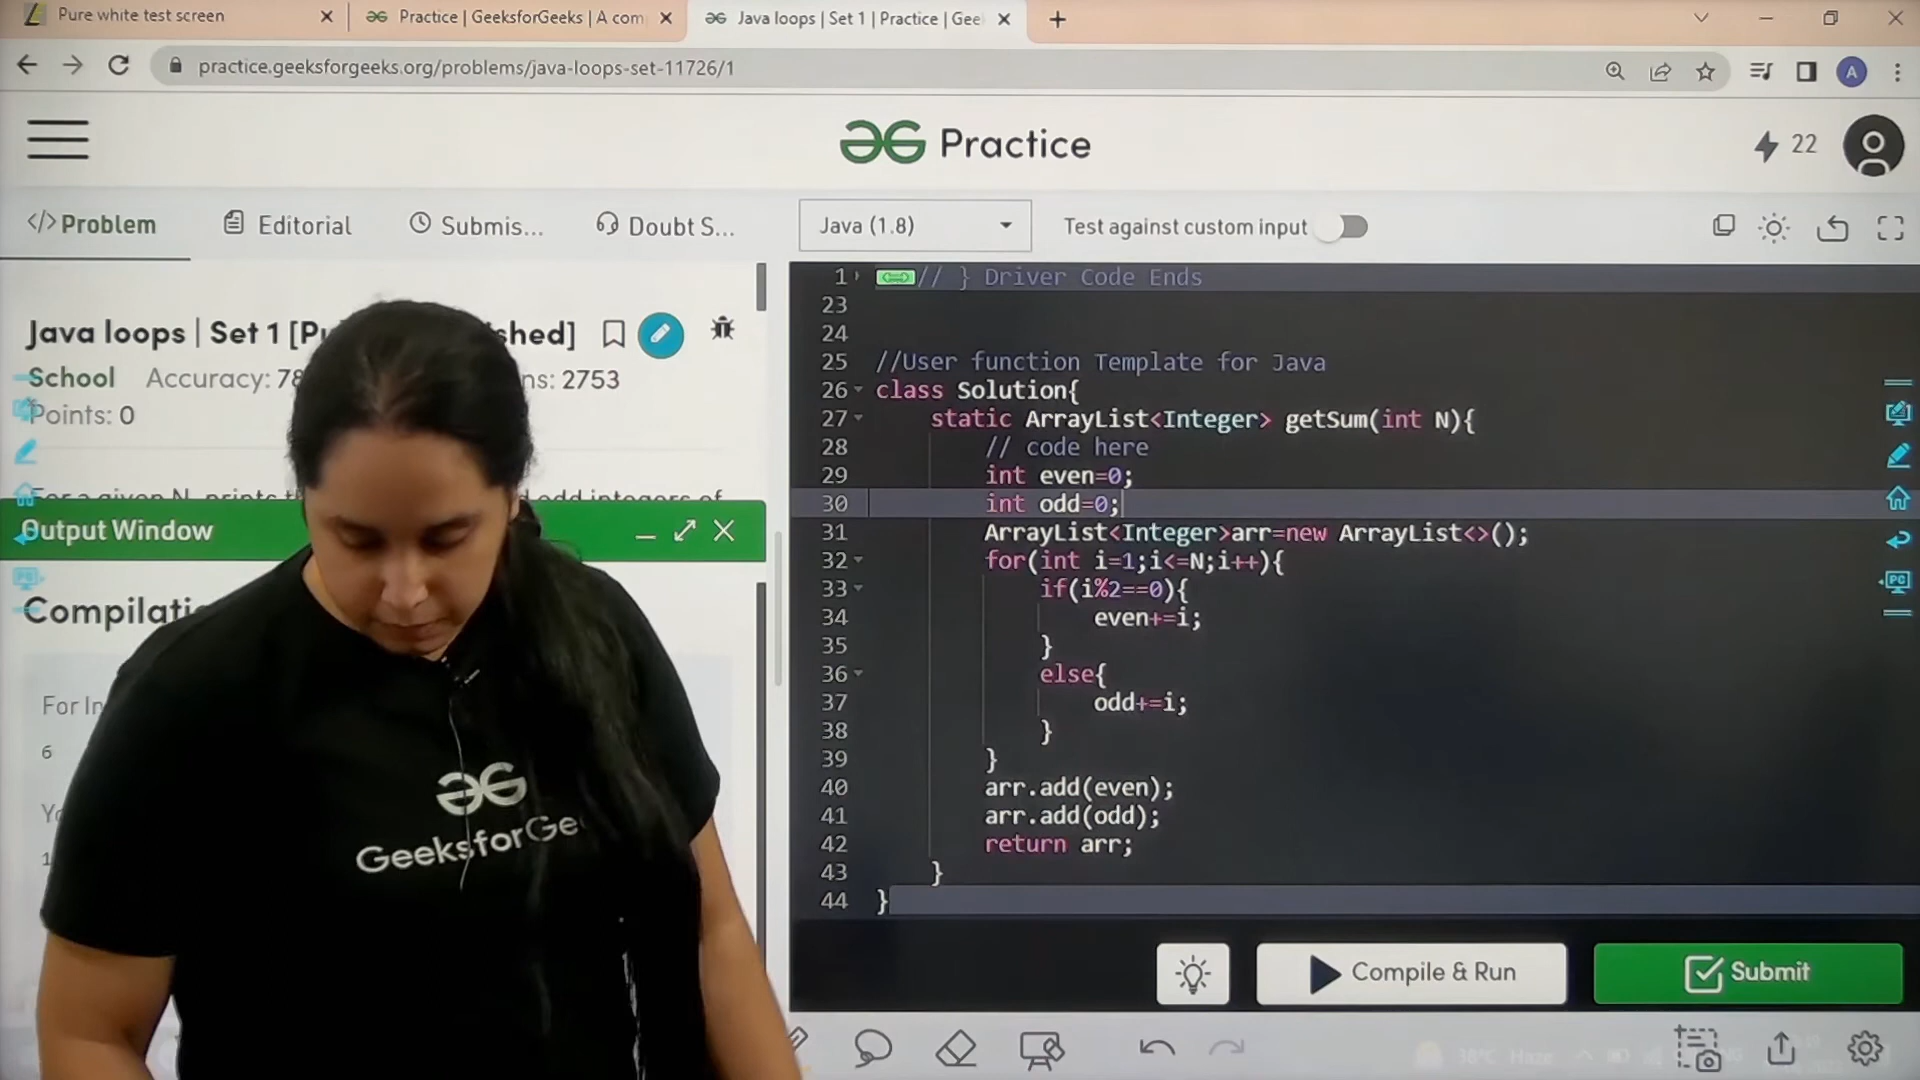 Pure white test screen
Practice | GeeksforGeeks | A com
Java loops | Set 1 | Practice | Gee
practice.geeksforgeeks.org/problems/java-loops-set-11726/1
A
Practice
22
</> Problem
Editorial
Submis...
Doubt S...
Java (1.8)
Test against custom input
Java loops | Set 1
shed]
School
Accuracy: 78
ns: 2753
Points: 0
Output Window
For In
6
1
GeeksforGe
1 // } Driver Code Ends
23
24
25 //User function Template for Java
26 class Solution{
27 static ArrayList<Integer> getSum(int N){
28 // code here
29 int even=0;
30 int odd=0;
31 ArrayList<Integer>arr=new ArrayList<>();
32 for(int i=1;i<=N;i++){
33 if(i%2==0){
34 even+=i;
35 }
36 else{
37 odd+=i;
38 }
39 }
40 arr.add(even);
41 arr.add(odd);
42 return arr;
43 }
44 }
Compile & Run
Submit